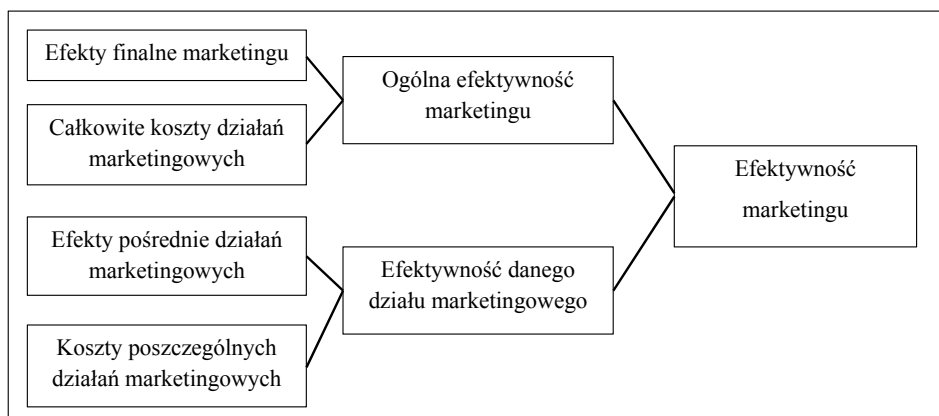 Efekty finalne marketingu
Całkowite koszty działań
marketingowych
Ogólna efektywność
marketingu
Efekty pośrednie działań
marketingowych
Koszty poszczególnych
działań marketingowych
Efektywność danego
działu marketingowego
Efektywność
marketingu